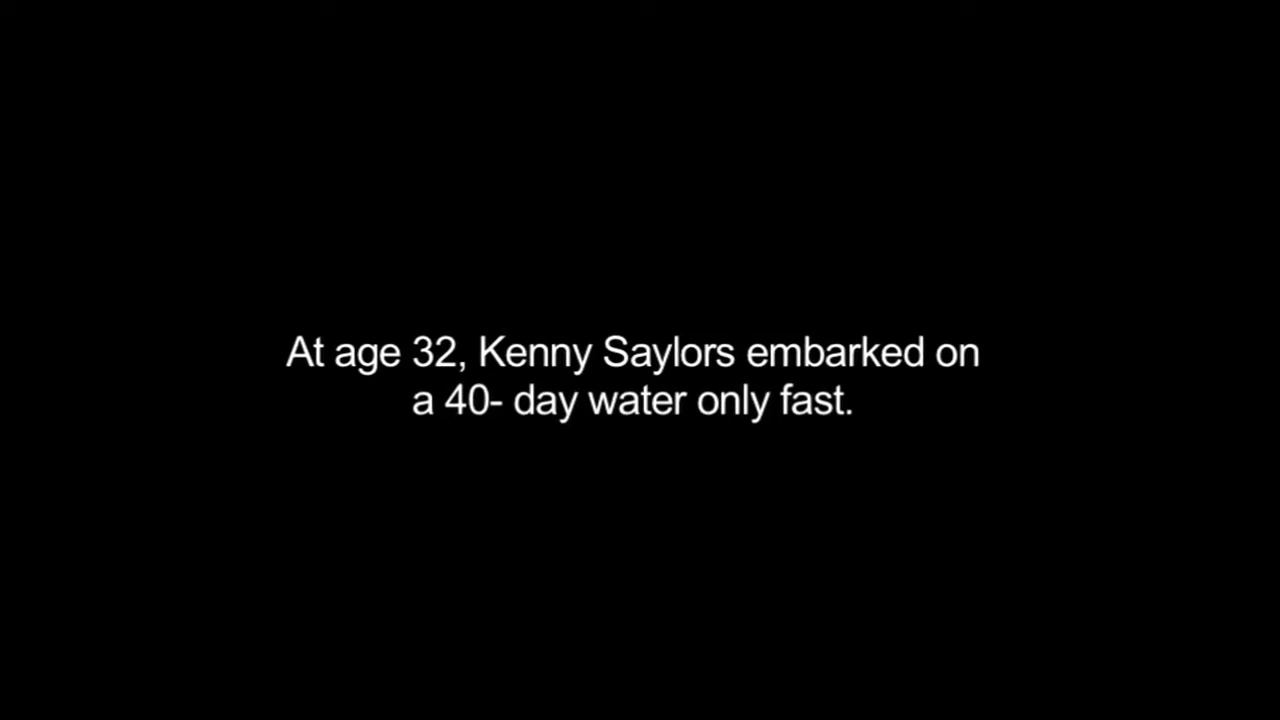 At age 32, Kenny Saylors embarked on
a 40- day water only fast.